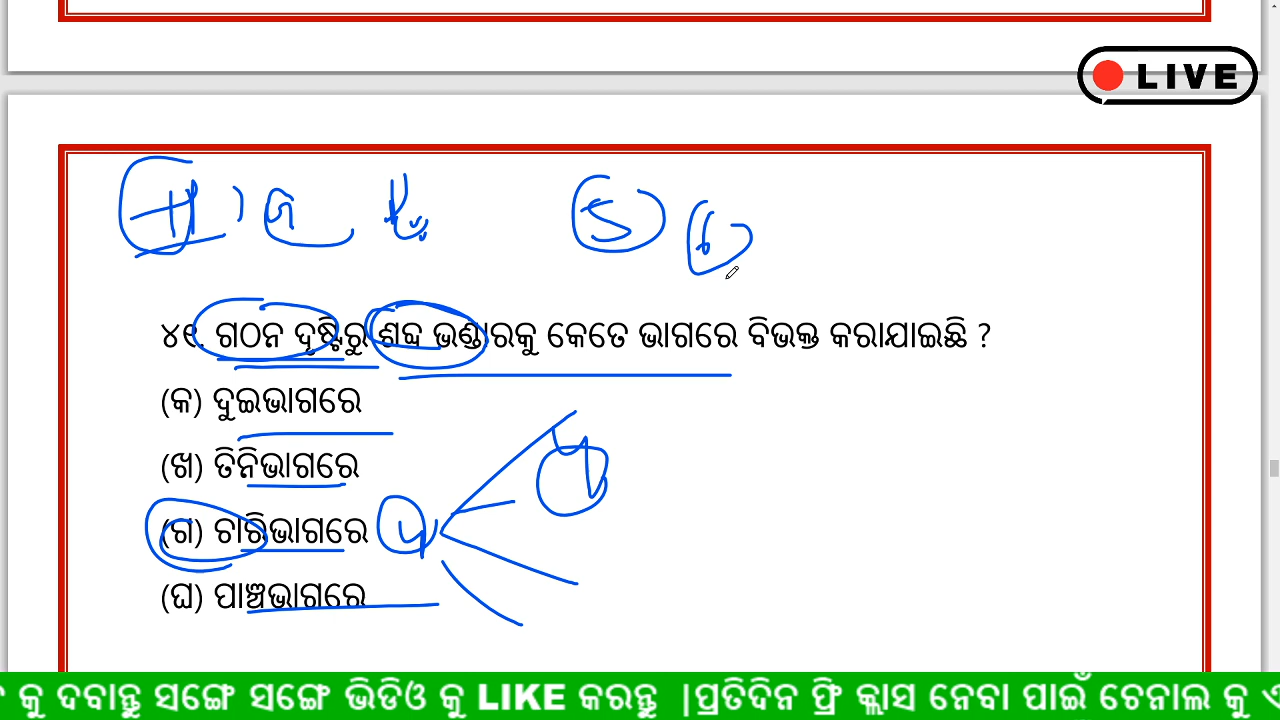 LIVE
୪୧. ଗଠନ ଦୃଷ୍ଟିରୁ ଶବ୍ଦ ଭଣ୍ଡାରକୁ କେତେ ଭାଗରେ ବିଭକ୍ତ କରାଯାଇଛି ?
(କ) ଦୁଇଭାଗରେ
(ଖ) ତିନିଭାଗରେ
(ଗ) ଚାରିଭାଗରେ
(ଘ) ପାଞ୍ଚଭାଗରେ
କୁ ଦବାନ୍ତୁ ସଙ୍ଗେ ସଙ୍ଗେ ଭିଡିଓ କୁ LIKE କରନ୍ତୁ |ପ୍ରତିଦିନ ଫ୍ରି କ୍ଲାସ ନେବା ପାଇଁ ଚେନାଲ କୁ